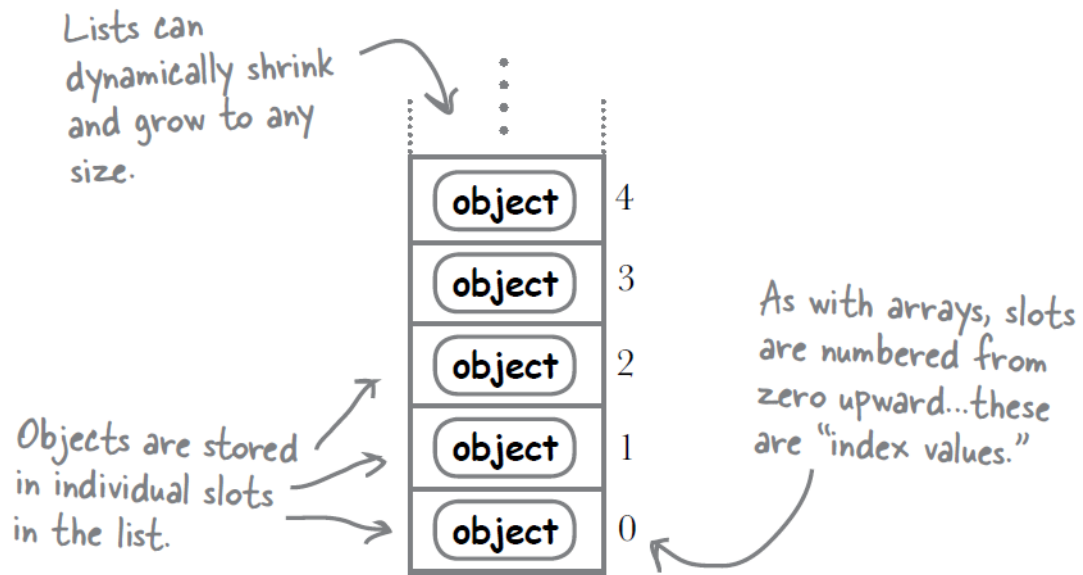 Lists can
dynamically shrink
and grow to any
size.
object 4
object 3
object 2
object 1
object 0
Objects are stored
in individual slots
in the list.
As with arrays, slots
are numbered from
zero upward...these
are “index values.”